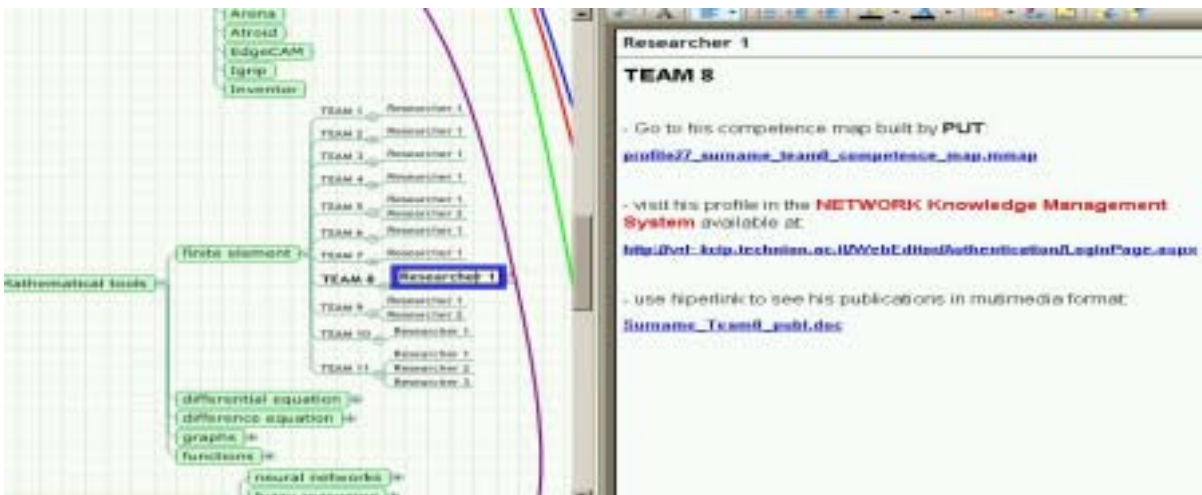 Arena
Atroid
EdgeCAM
Igrip
Inventor
TEAM 1 Researcher 1
TEAM 2 Researcher 1
TEAM 3 Researcher 1
TEAM 4 Researcher 1
TEAM 5 Researcher 1
Researcher 2
TEAM 6 Researcher 1
finite element
TEAM 7 Researcher 1
Mathematical tools
TEAM 8 Researcher 1
TEAM 9 Researcher 1
Researcher 2
TEAM 10 Researcher 1
TEAM 11 Researcher 1
Researcher 2
Researcher 3
differential equation
difference equation
graphs
functions
neural networks
Researcher 1
TEAM 8
- Go to his competence map built by PUT:
profile27_surname_team8_competence_map.mmap
- visit his profile in the NETWORK Knowledge Management
System available at:
- use hiperlink to see his publications in mutimedia format:
Surname_Team8_publ.doc